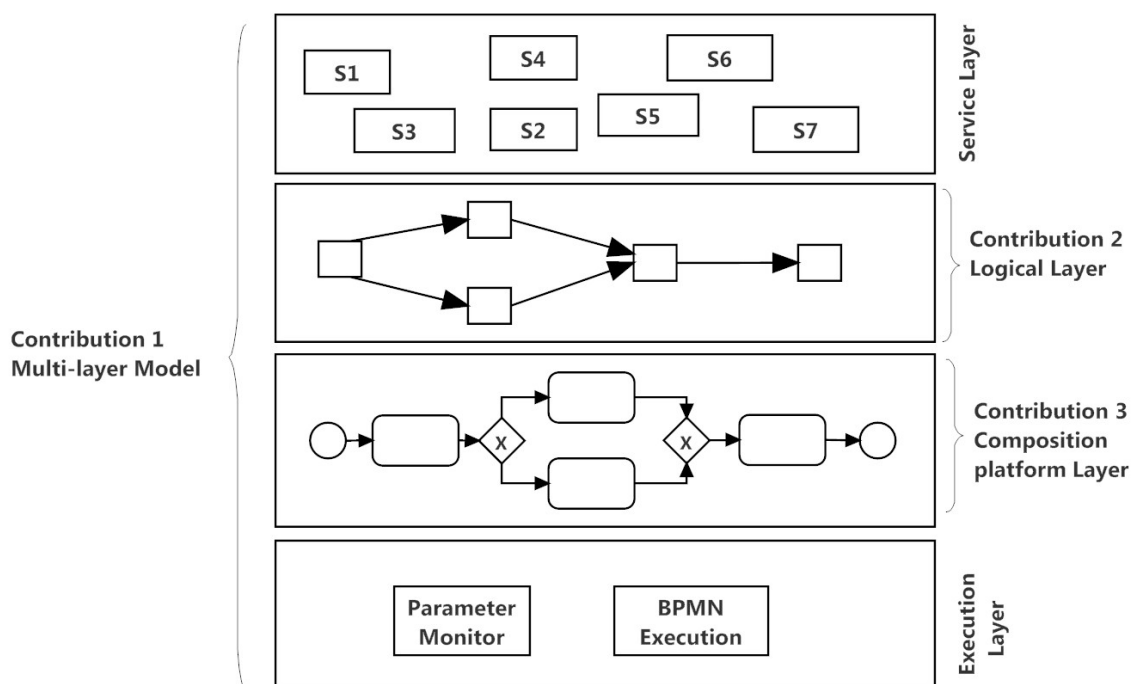 Contribution 1
Multi-layer Model
S1
S4
S6
S3
S2
S5
S7
Service Layer
Contribution 2
Logical Layer
X
X
Contribution 3
Composition
platform Layer
Parameter
Monitor
BPMN
Execution
Execution
Layer